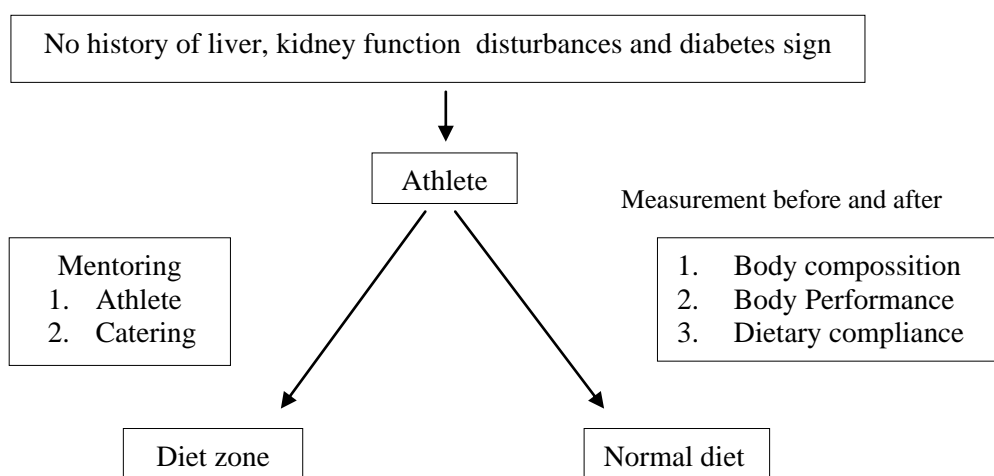 No history of liver, kidney function disturbances and diabetes sign
Athlete
Measurement before and after
Mentoring
1. Athlete
2. Catering
1. Body compossition
2. Body Performance
3. Dietary compliance
Diet zone
Normal diet